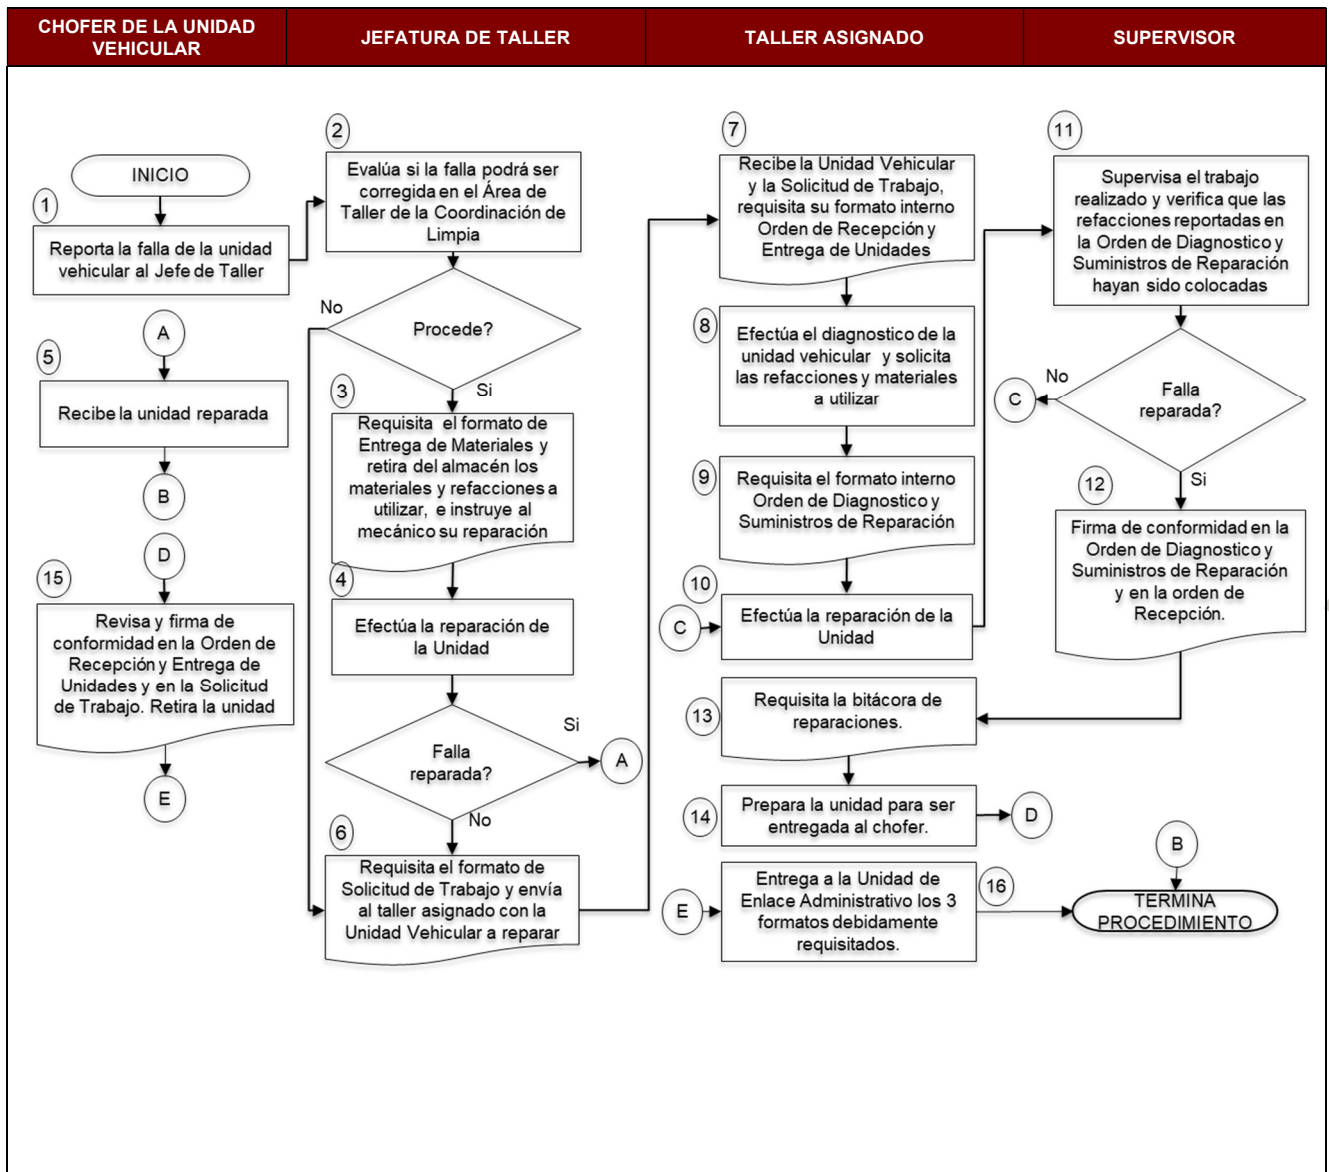 CHOFER DE LA UNIDAD
VEHICULAR
JEFATURA DE TALLER
TALLER ASIGNADO
SUPERVISOR
INICIO
1
Reporta la falla de la unidad
vehicular al Jefe de Taller
A
5
Recibe la unidad reparada
B
D
15
Revisa y firma de
conformidad en la Orden de
Recepción y Entrega de
Unidades y en la Solicitud
de Trabajo. Retira la unidad
E
2
Evalúa si la falla podrá ser
corregida en el Área de
Taller de la Coordinación de
Limpia
No
Procede?
Si
3
Requisita el formato de
Entrega de Materiales y
retira del almacén los
materiales y refacciones a
utilizar, e instruye al
mecánico su reparación
4
Efectúa la reparación de
la Unidad
Si
Falla
reparada?
A
No
6
Requisita el formato de
Solicitud de Trabajo y envía
al taller asignado con la
Unidad Vehicular a reparar
7
Recibe la Unidad Vehicular
y la Solicitud de Trabajo,
requisita su formato interno
Orden de Recepción y
Entrega de Unidades
8
Efectúa el diagnostico de la
unidad vehicular y solicita
las refacciones y materiales
a utilizar
9
Requisita el formato interno
Orden de Diagnostico y
Suministros de Reparación
10
C
Efectúa la reparación de la
Unidad
13
Requisita la bitácora de
reparaciones.
14
Prepara la unidad para ser
entregada al chofer.
D
E
Entrega a la Unidad de
Enlace Administrativo los 3
formatos debidamente
requisitados.
16
11
Supervisa el trabajo
realizado y verifica que las
refacciones reportadas en
la Orden de Diagnostico y
Suministros de Reparación
hayan sido colocadas
C
No
Falla
reparada?
Si
12
Firma de conformidad en la
Orden de Diagnostico y
Suministros de Reparación
y en la orden de
Recepción.
B
TERMINA
PROCEDIMIENTO